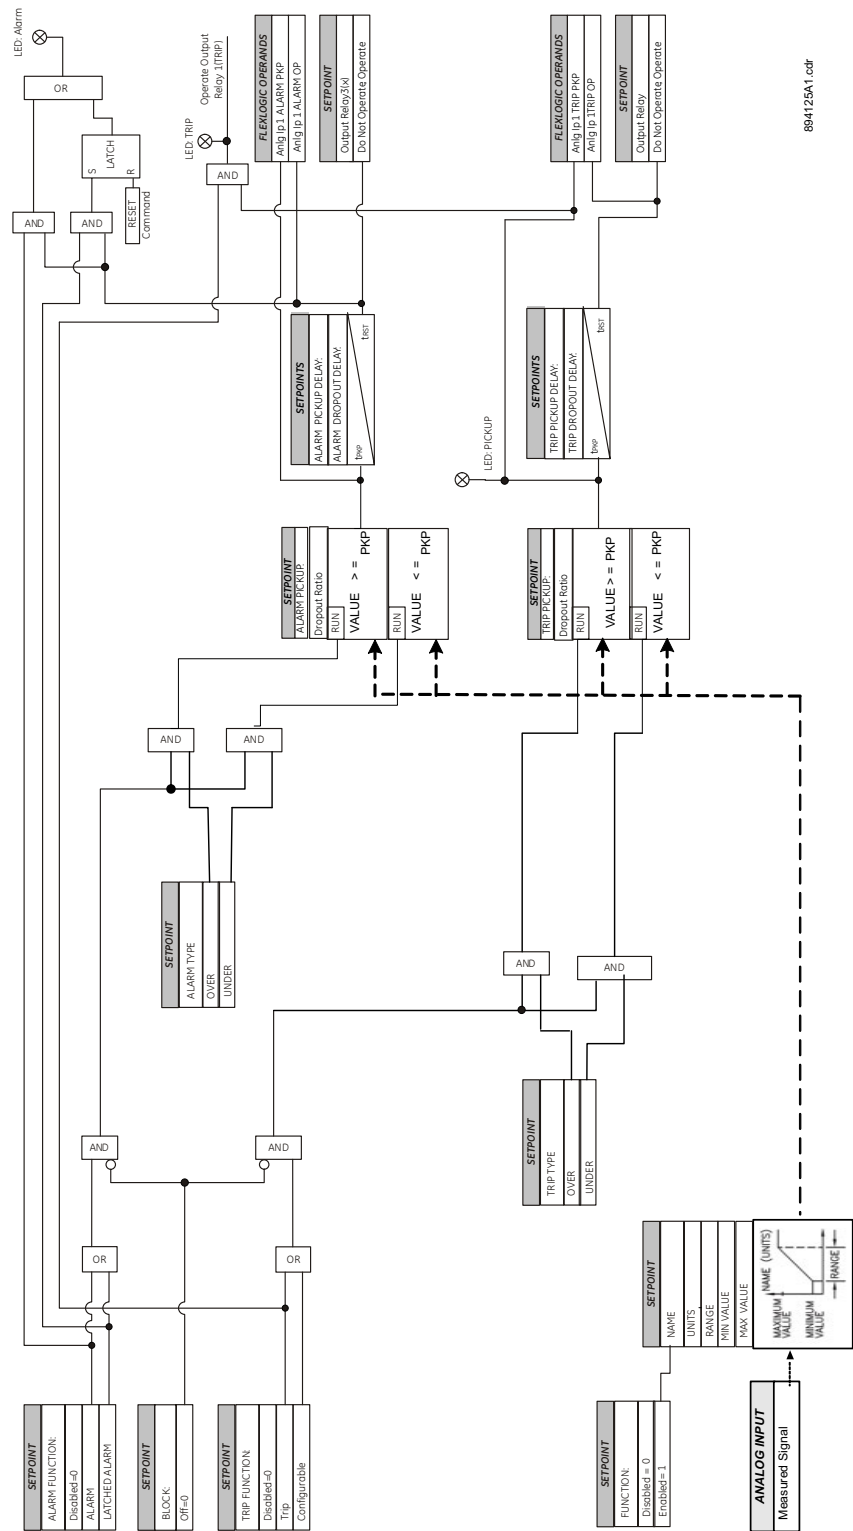 SETPOINT
ALARM FUNCTION:
Disabled=0
ALARM
LATCHED ALARM
SETPOINT
BLOCK:
Off=0
SETPOINT
TRIP FUNCTION:
Disabled=0
Trip
Configurable
SETPOINT
FUNCTION:
Disabled = 0
Enabled = 1
ANALOG INPUT
Measured Signal
OR
OR
SETPOINT
NAME
UNITS
RANGE
MIN VALUE
MAX VALUE
NAME (UNITS)
MAXIMUM
VALUE
MINIMUM
VALUE
RANGE
AND
AND
SETPOINT
ALARM TYPE
OVER
UNDER
SETPOINT
TRIP TYPE
OVER
UNDER
AND
AND
AND
AND
SETPOINT
ALARM PICKUP:
Dropout Ratio
RUN
VALUE > = PKP
RUN
VALUE < = PKP
SETPOINT
TRIP PICKUP:
Dropout Ratio
RUN
VALUE > = PKP
RUN
VALUE < = PKP
LED: PICKUP
SETPOINTS
ALARM PICKUP DELAY:
ALARM DROPOUT DELAY:
tPKP
tRST
SETPOINTS
TRIP PICKUP DELAY:
TRIP DROPOUT DELAY:
tPKP
tRST
AND
AND
RESET
Command
S
R
LATCH
OR
LED: Alarm
AND
LED: TRIP
Operate Output
Relay 1(TRIP)
FLEXLOGIC OPERANDS
Anlg Ip1 ALARM PKP
Anlg Ip 1 ALARM OP
SETPOINT
Output Relay3(x)
Do Not Operate Operate
FLEXLOGIC OPERANDS
Anlg Ip1 TRIP PKP
Anlg Ip1TRIP OP
SETPOINT
Output Relay
Do Not Operate Operate
894125A1.cdr